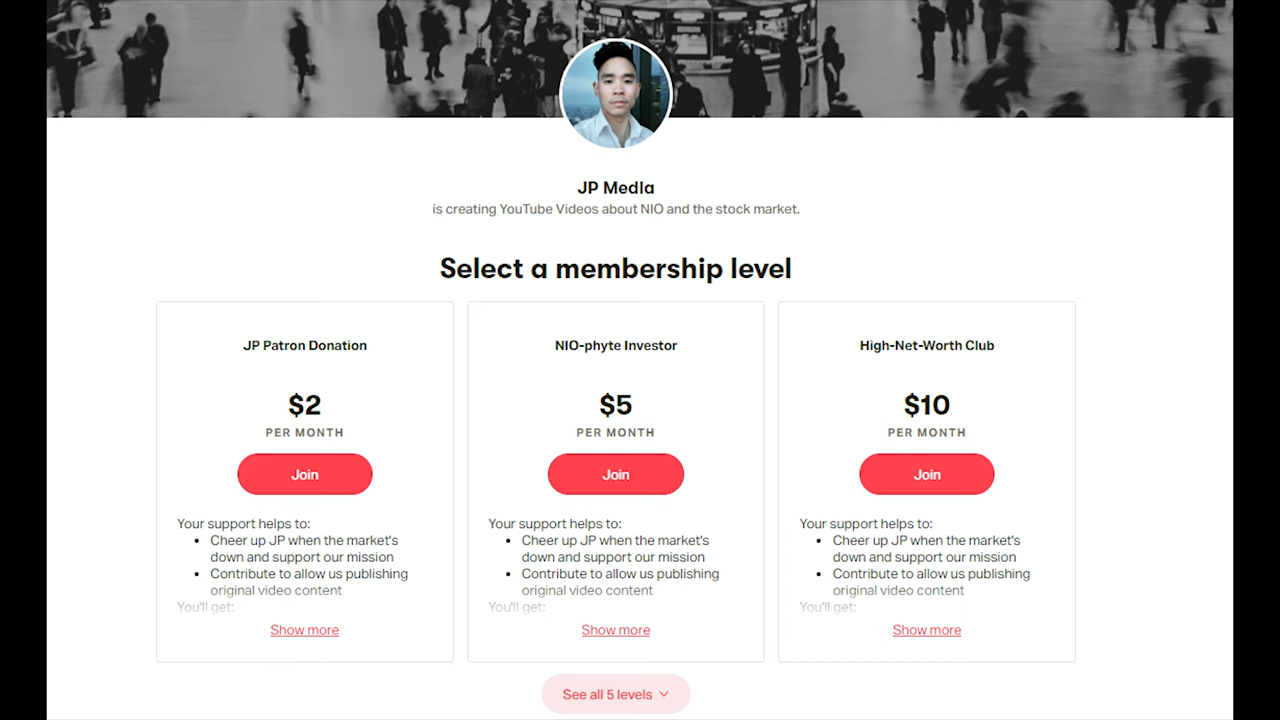 JP Media
is creating YouTube Videos about NIO and the stock market.
Select a membership level
JP Patron Donation
$2
PER MONTH
Join
Your support helps to:
• Cheer up JP when the market's
down and support our mission
• Contribute to allow us publishing
original video content
You'll get:
Show more
NIO-phyte Investor
$5
PER MONTH
Join
Your support helps to:
• Cheer up JP when the market's
down and support our mission
• Contribute to allow us publishing
original video content
You'll get:
Show more
High-Net-Worth Club
$10
PER MONTH
Join
Your support helps to:
• Cheer up JP when the market's
down and support our mission
• Contribute to allow us publishing
original video content
You'll get:
Show more
See all 5 levels